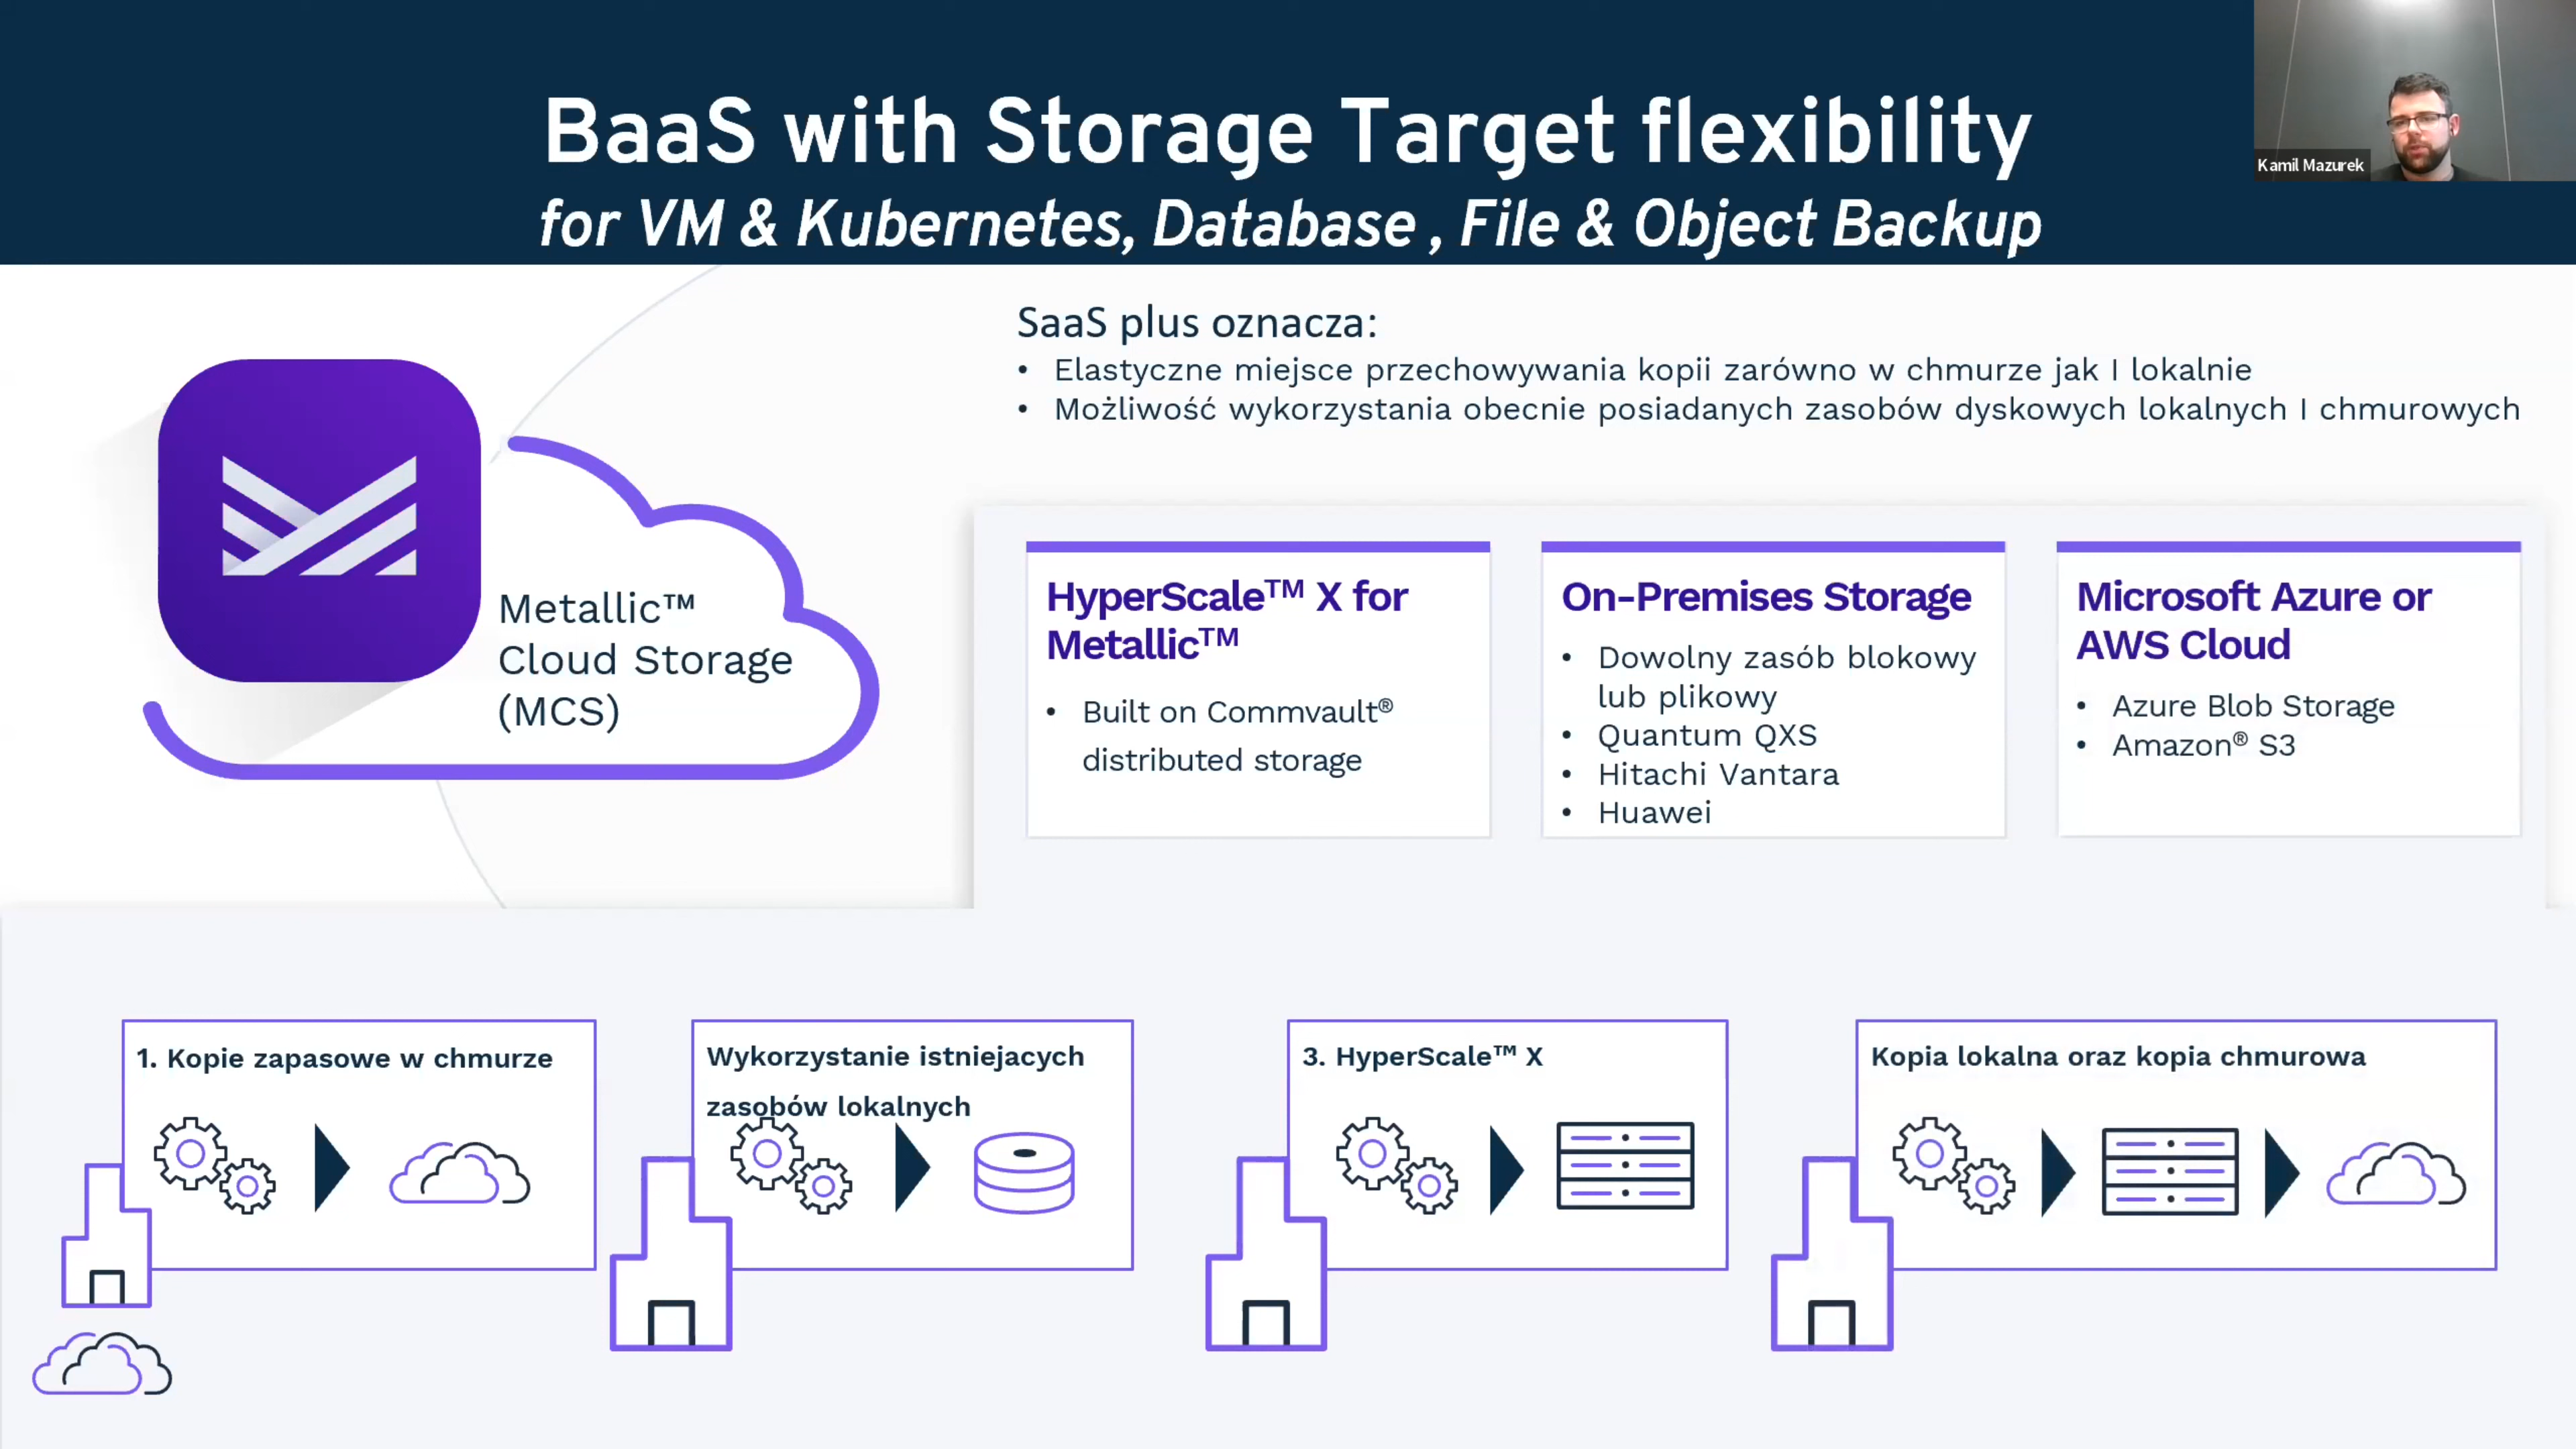 BaaS with Storage Target flexibility
for VM & Kubernetes, Database , File & Object Backup
Kamil Mazurek
SaaS plus oznacza:
• Elastyczne miejsce przechowywania kopii zarówno w chmurze jak I lokalnie
• Możliwość wykorzystania obecnie posiadanych zasobów dyskowych lokalnych I chmurowych
Metallic™
Cloud Storage
(MCS)
HyperScale™ X for
Metallic™
• Built on Commvault®
distributed storage
On-Premises Storage
• Dowolny zasób blokowy
lub plikowy
• Quantum QXS
• Hitachi Vantara
• Huawei
Microsoft Azure or
AWS Cloud
• Azure Blob Storage
• Amazon® S3
1. Kopie zapasowe w chmurze
Wykorzystanie istniejacych
zasobów lokalnych
3. HyperScale™ X
Kopia lokalna oraz kopia chmurowa